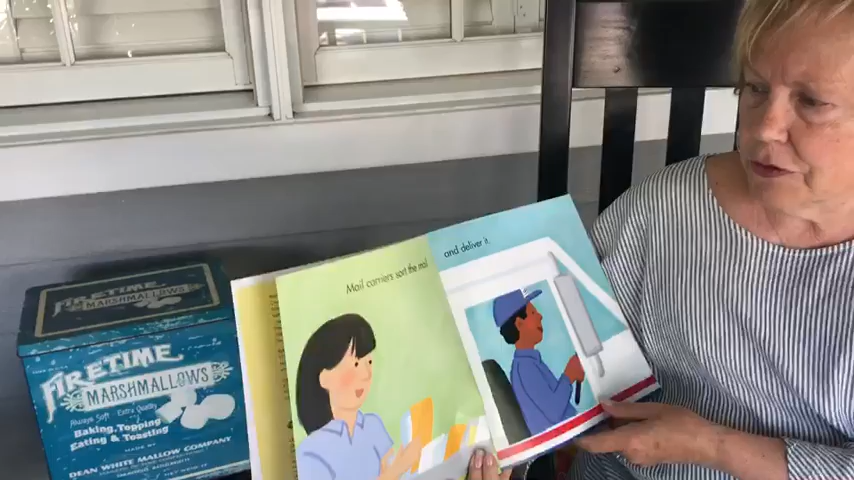 Mail carriers sort the mail
and deliver it.
FIRETIME
MARSHMALLOWS
FIRETIME
MARSHMALLOWS
Always Soft Extra Quality
Baking, Topping
Eating & Toasting
DEAN WHITE MALLOW COMPANY